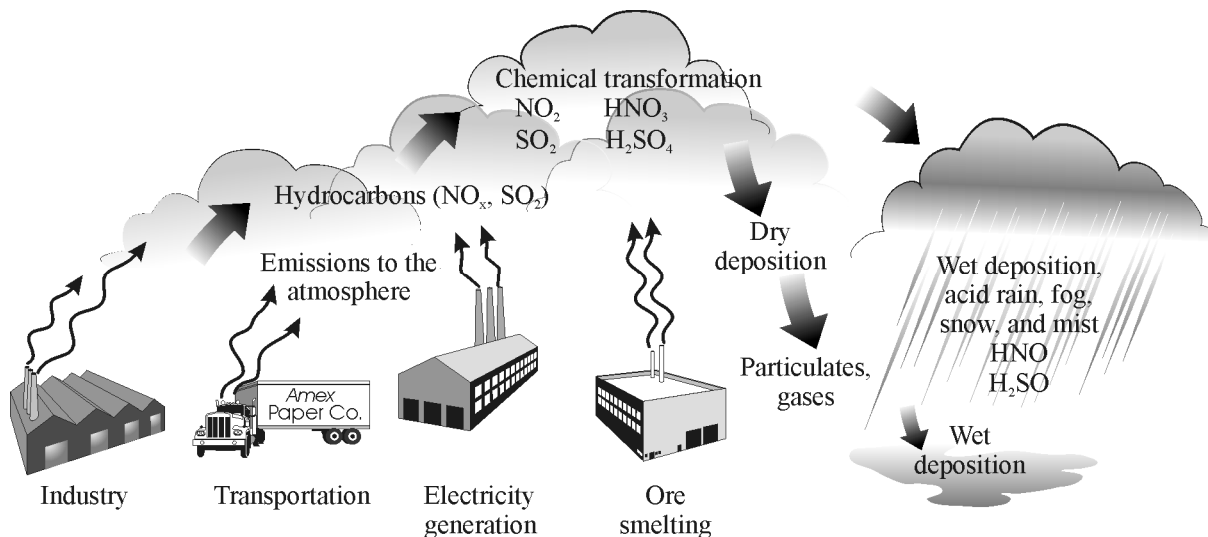 Chemical transformation
NO₂ HNO₃
SO₂ H₂SO₄
Hydrocarbons (NOₓ, SO₂)
Emissions to the
atmosphere
Dry
deposition
Particulates,
gases
Wet deposition,
acid rain, fog,
snow, and mist
HNO
H₂SO
Wet
deposition
Amex
Paper Co.
Industry
Transportation
Electricity
generation
Ore
smelting